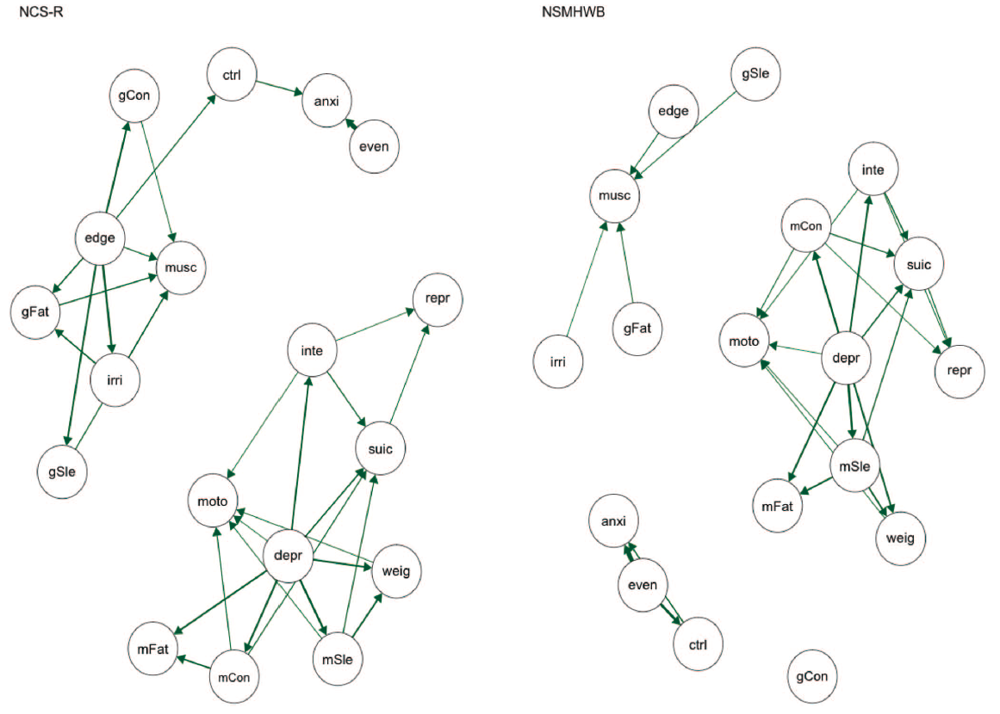 NCS-R
NSMHWB
ctrl
gCon
anxi
even
edge
musc
gFat
irri
gSle
repr
inte
suic
moto
depr
weig
mFat
mCon
mSle
gSle
edge
inte
musc
mCon
suic
gFat
moto
depr
irri
repr
mSle
mFat
weig
anxi
even
ctrl
gCon